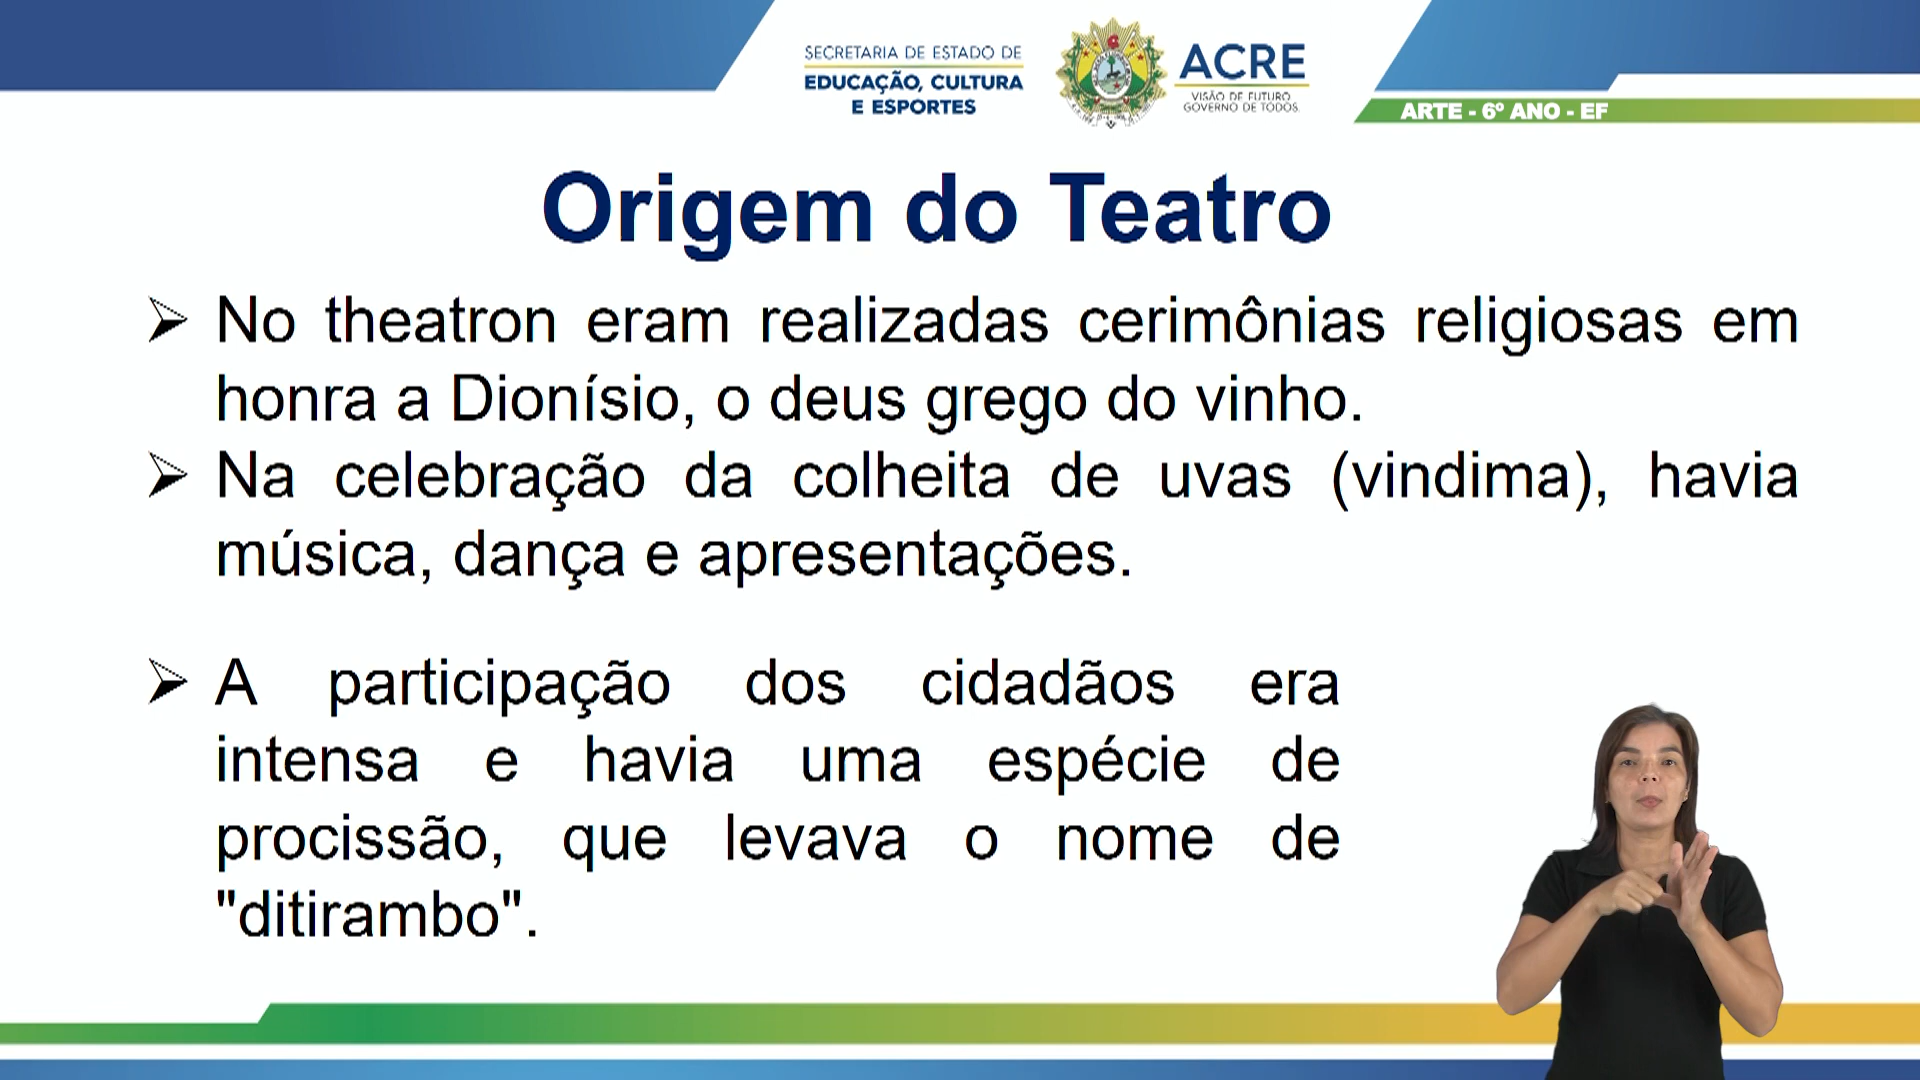 SECRETARIA DE ESTADO DE
EDUCAÇÃO, CULTURA
E ESPORTES
ACRE
VISÃO DE FUTURO
GOVERNO DE TODOS
ARTE - 6º ANO - EF
Origem do Teatro
➢ No theatron eram realizadas cerimônias religiosas em
honra a Dionísio, o deus grego do vinho.
➢ Na celebração da colheita de uvas (vindima), havia
música, dança e apresentações.
➢ A participação dos cidadãos era
intensa e havia uma espécie de
procissão, que levava o nome de
"ditirambo".